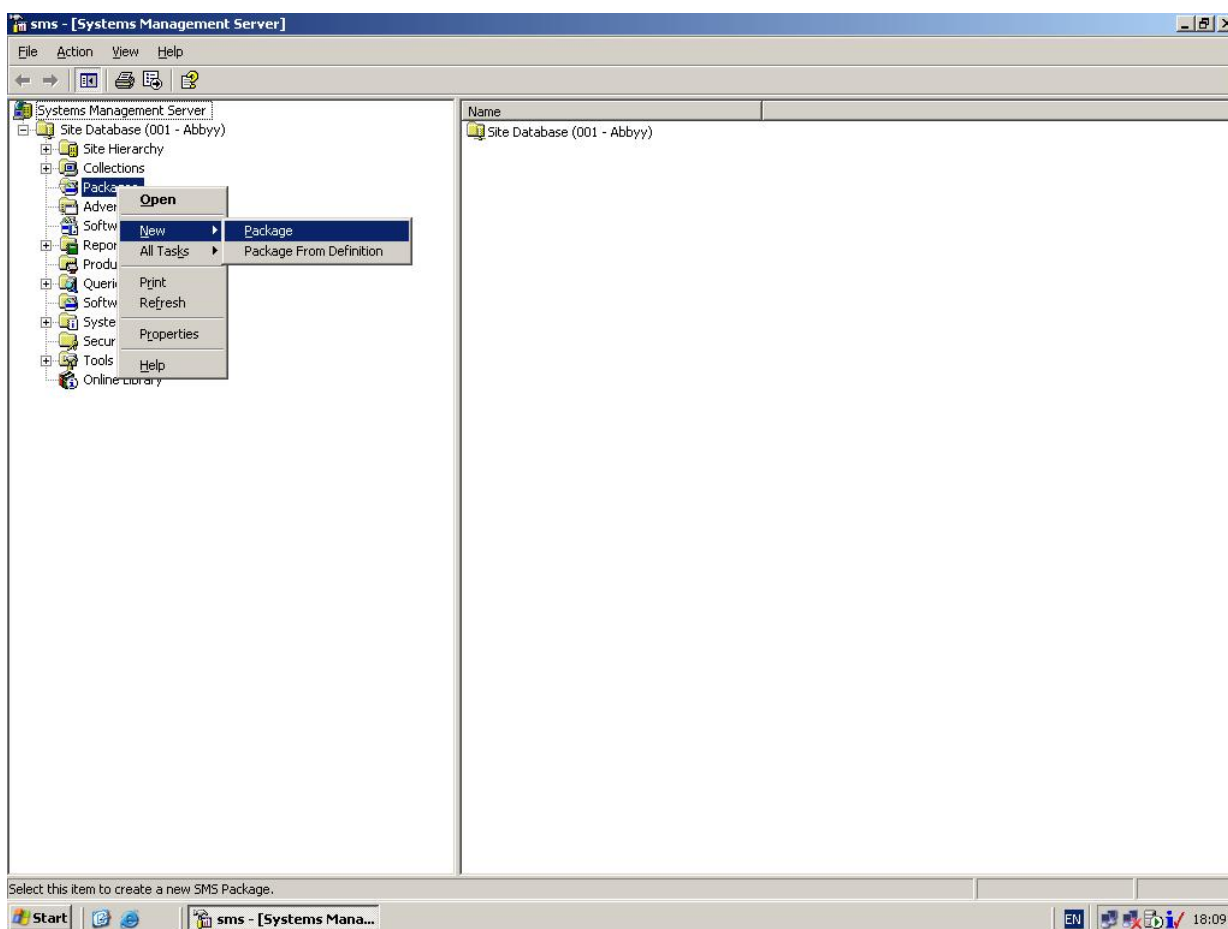 sms - [Systems Management Server]
File Action View Help
Systems Management Server
Site Database (001 - Abbyy)
Site Hierarchy
Collections
Packages
Adver
Softw
Repor
Produ
Queri
Softw
Syste
Secur
Tools
Online Library
Open
New
All Tasks
Print
Refresh
Properties
Help
Package
Package From Definition
Name
Site Database (001 - Abbyy)
Select this item to create a new SMS Package.
Start
sms - [Systems Mana...
EN
18:09